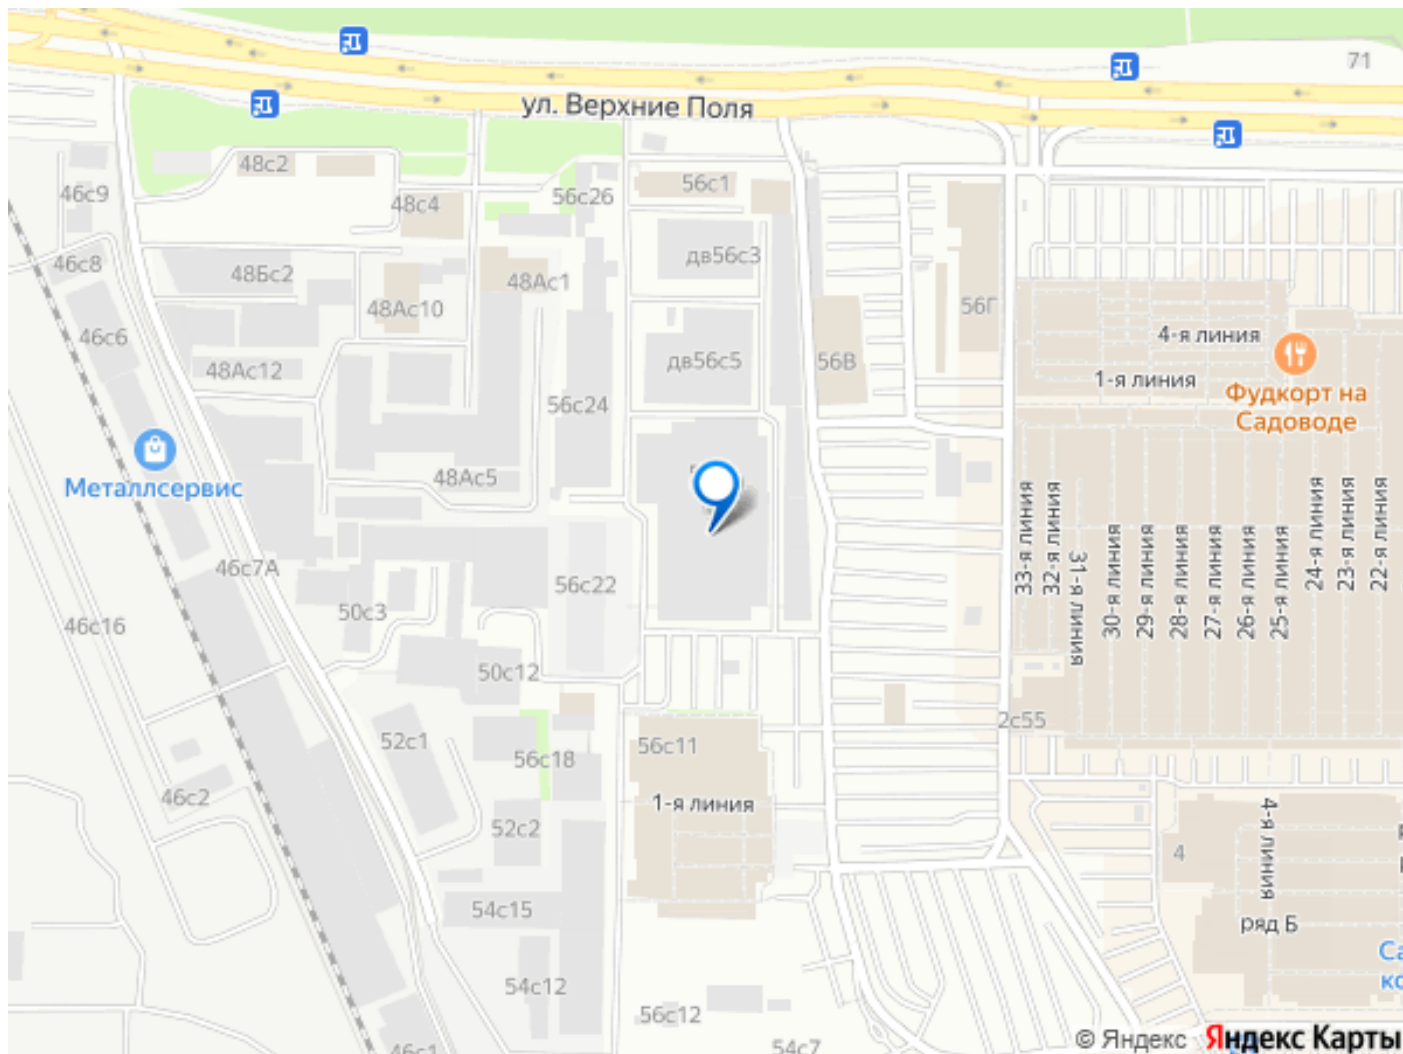 71
ул. Верхние Поля
48с2
46с9
48с4
56с26
56с1
46с8
48Бс2
48Ас1
дв56с3
48Ас10
56Г
46с6
4-я линия
48Ас12
дв56с5
56В
1-я линия
Фудкорт на
Садоводе
56с24
48Ас5
Металлсервис
33-я линия
32-я линия
31-я линия
30-я линия
29-я линия
28-я линия
27-я линия
26-я линия
25-я линия
24-я линия
23-я линия
22-я линия
46с7А
56с22
50с3
46с16
50с12
2с55
52с1
56с11
56с18
46с2
1-я линия
52с2
4
4-я линия
54с15
ряд Б
54с12
56с12
54с7
46с1
© Яндекс Яндекс Карты